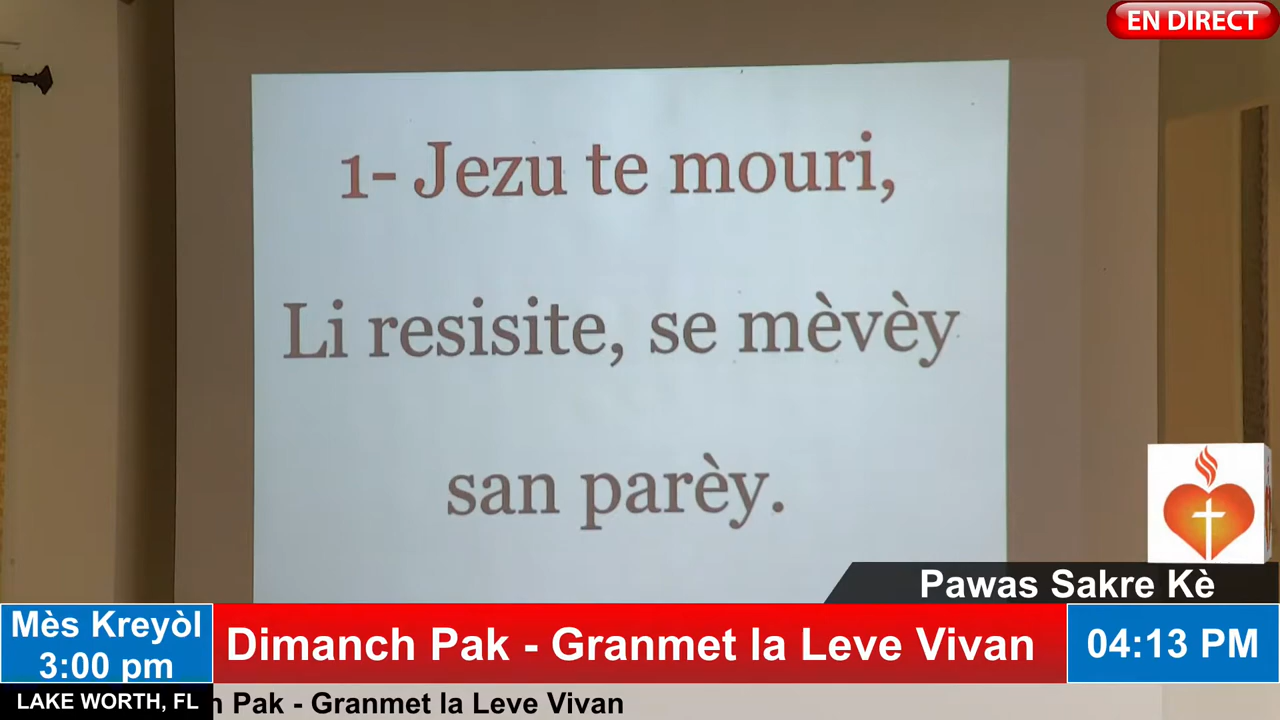 EN DIRECT
1- Jezu te mouri,
Li resisite, se mèvèy
san parèy.
Pawas Sakre Kè
Mès Kreyòl
3:00 pm
Dimanch Pak - Granmet la Leve Vivan
04:13 PM
LAKE WORTH, FL
Pak - Granmet la Leve Vivan